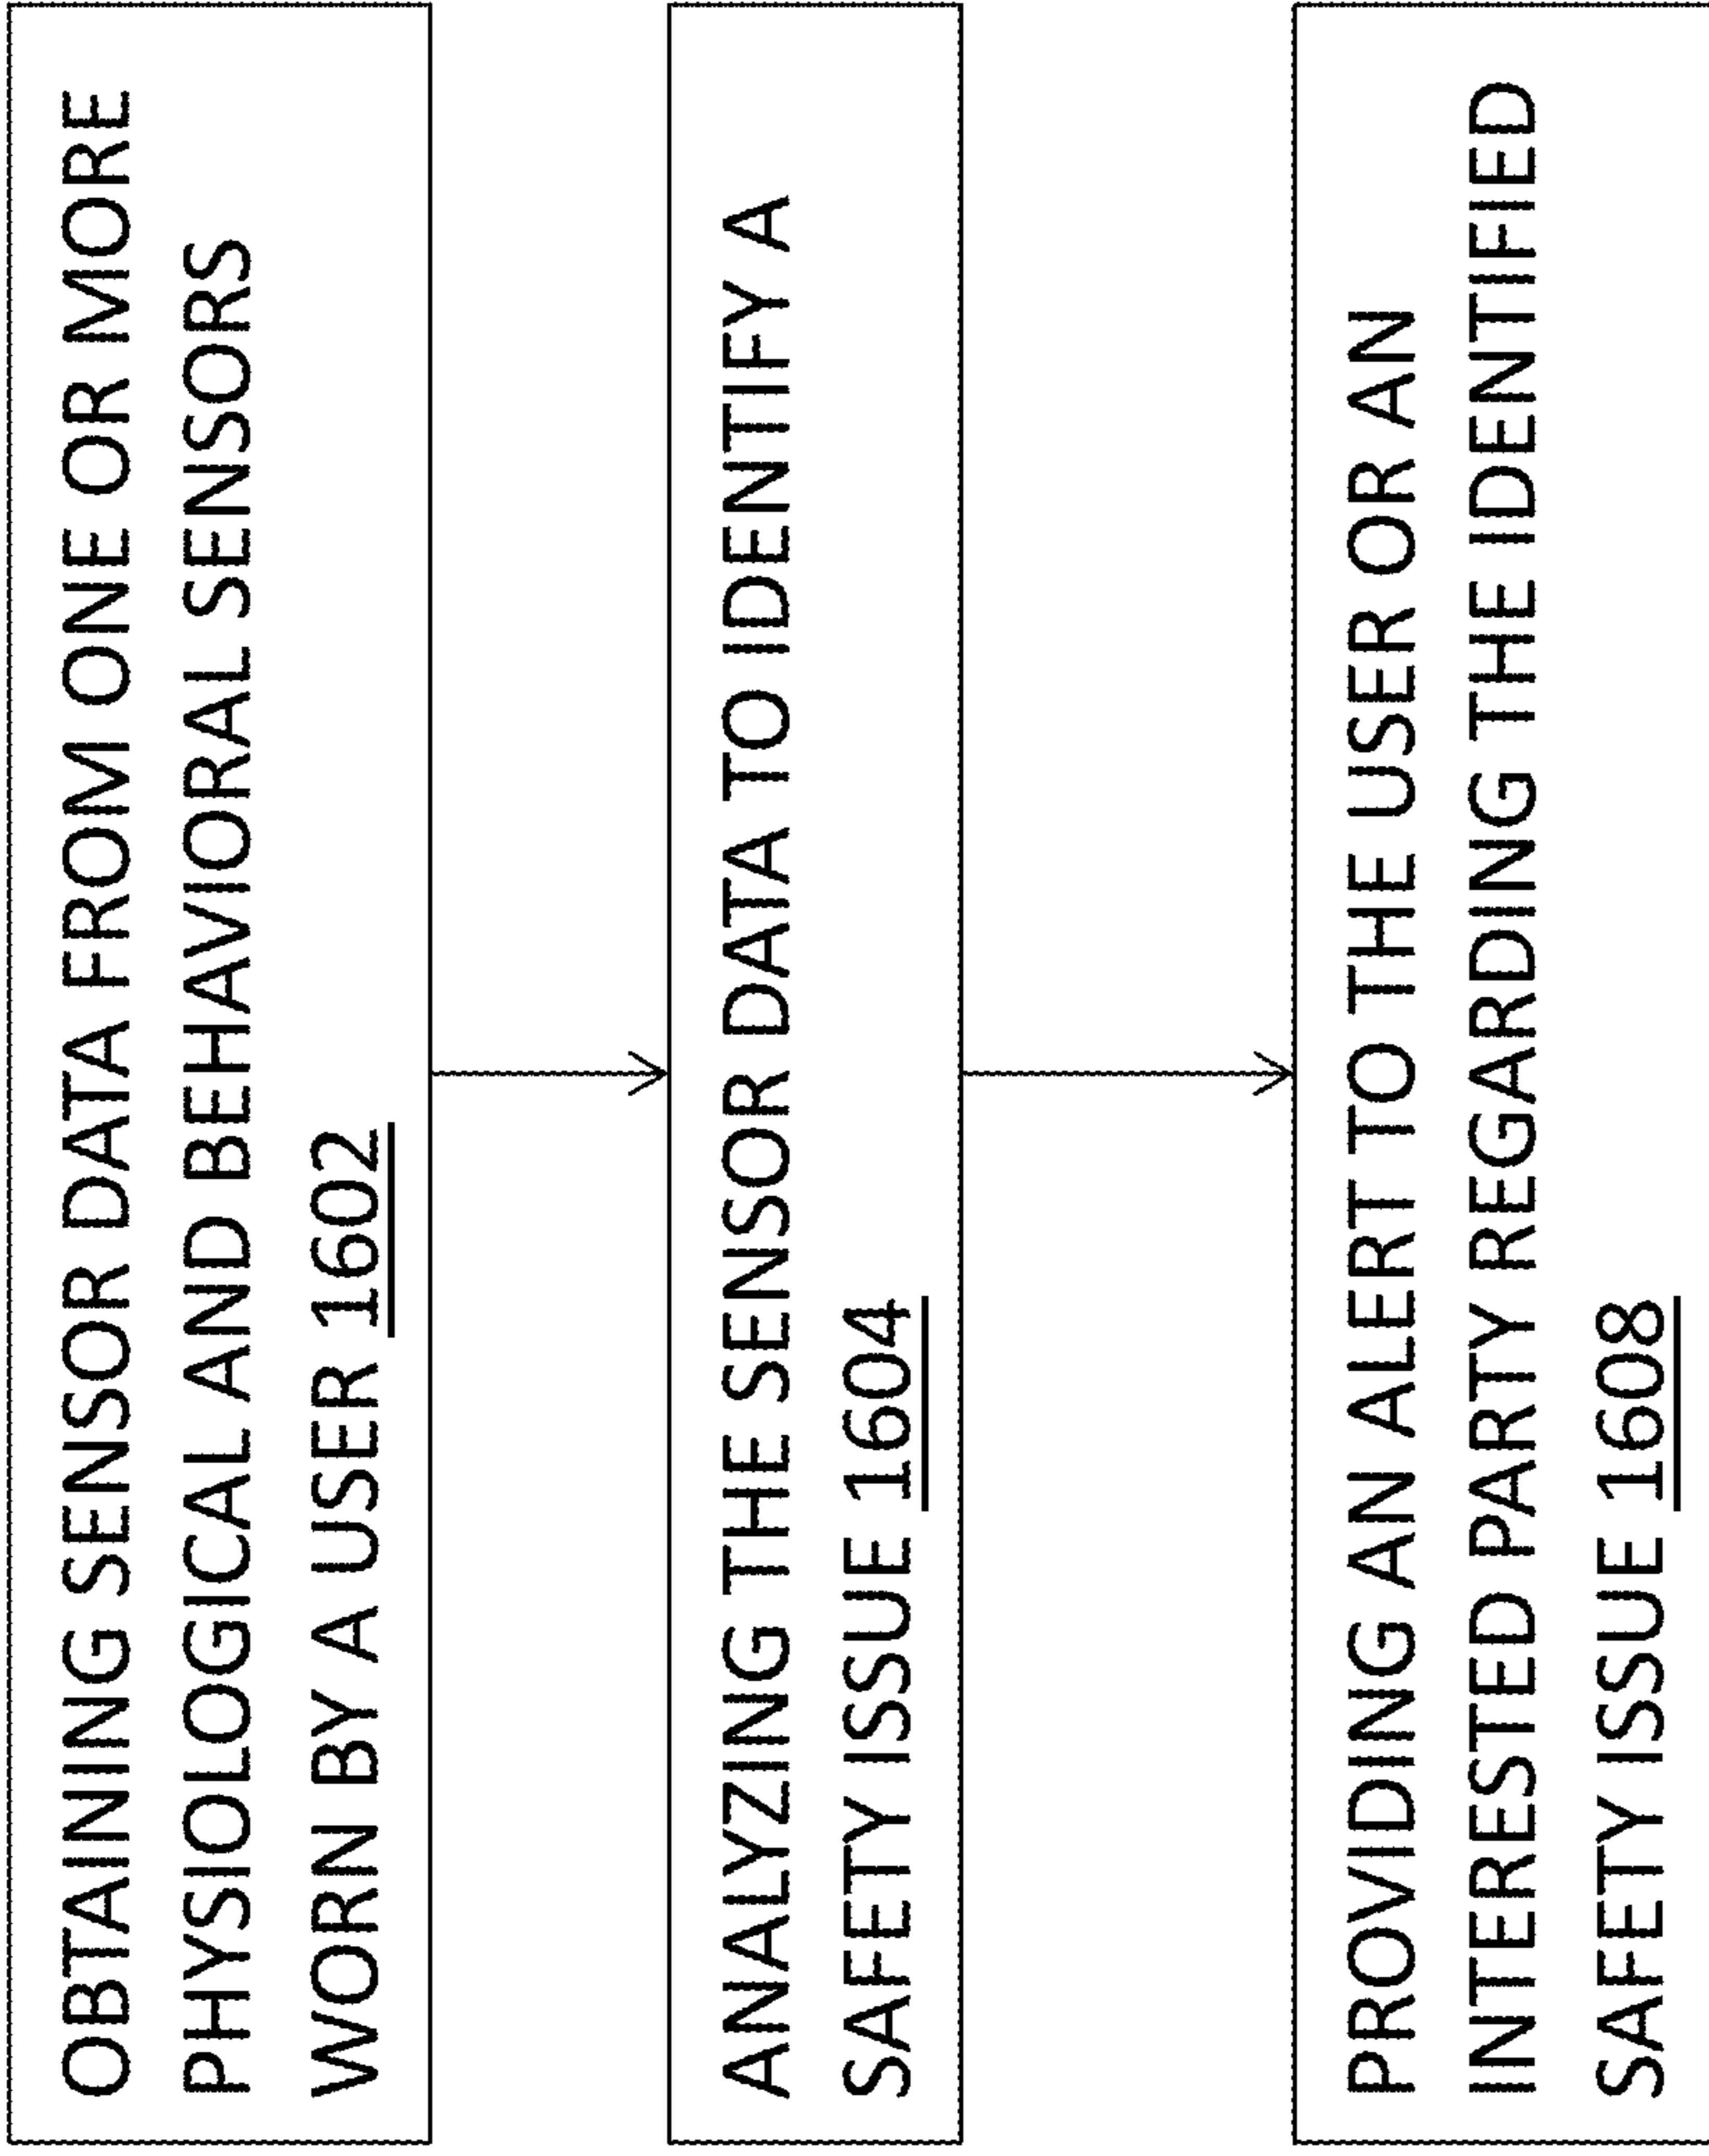 OBTAINING SENSOR DATA FROM ONE OR MORE
PHYSIOLOGICAL AND BEHAVIORAL SENSORS
WORN BY A USER 1602
ANALYZING THE SENSOR DATA TO IDENTIFY A
SAFETY ISSUE 1604
PROVIDING AN ALERT TO THE USER OR AN
INTERESTED PARTY REGARDING THE IDENTIFIED
SAFETY ISSUE 1608